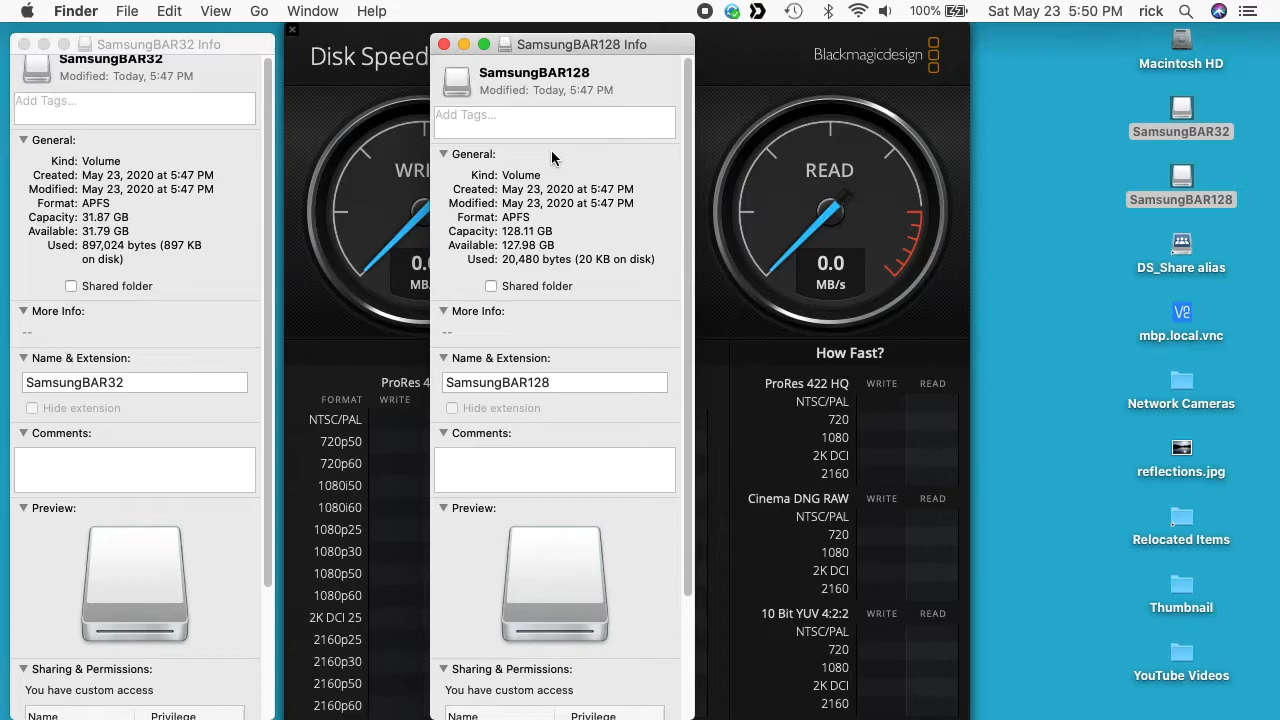 Finder File Edit View Go Window Help 100% Sat May 23 5:50 PM rick
SamsungBAR32 Info
SamsungBAR32
Modified: Today, 5:47 PM
Add Tags...
General:
Kind: Volume
Created: May 23, 2020 at 5:47 PM
Modified: May 23, 2020 at 5:47 PM
Format: APFS
Capacity: 31.87 GB
Available: 31.79 GB
Used: 897,024 bytes (897 KB
on disk)
Shared folder
More Info:
--
Name & Extension:
SamsungBAR32
Hide extension
Comments:
Preview:
Sharing & Permissions:
You have custom access
Name Privilege
SamsungBAR128 Info
SamsungBAR128
Modified: Today, 5:47 PM
Add Tags...
General:
Kind: Volume
Created: May 23, 2020 at 5:47 PM
Modified: May 23, 2020 at 5:47 PM
Format: APFS
Capacity: 128.11 GB
Available: 127.98 GB
Used: 20,480 bytes (20 KB on disk)
Shared folder
More Info:
--
Name & Extension:
SamsungBAR128
Hide extension
Comments:
Preview:
Sharing & Permissions:
You have custom access
Name Privilege
Disk Speed
Blackmagicdesign
WRI
0.
MB/
READ
0.0
MB/s
ProRes 4
FORMAT WRITE
NTSC/PAL
720p50
720p60
1080i50
1080i60
1080p25
1080p30
1080p50
1080p60
2K DCI 25
2160p25
2160p30
2160p50
2160p60
How Fast?
ProRes 422 HQ WRITE READ
NTSC/PAL
720
1080
2K DCI
2160
Cinema DNG RAW WRITE READ
NTSC/PAL
720
1080
2K DCI
2160
10 Bit YUV 4:2:2 WRITE READ
NTSC/PAL
720
1080
2K DCI
2160
Macintosh HD
SamsungBAR32
SamsungBAR128
DS_Share alias
mbp.local.vnc
Network Cameras
reflections.jpg
Relocated Items
Thumbnail
YouTube Videos